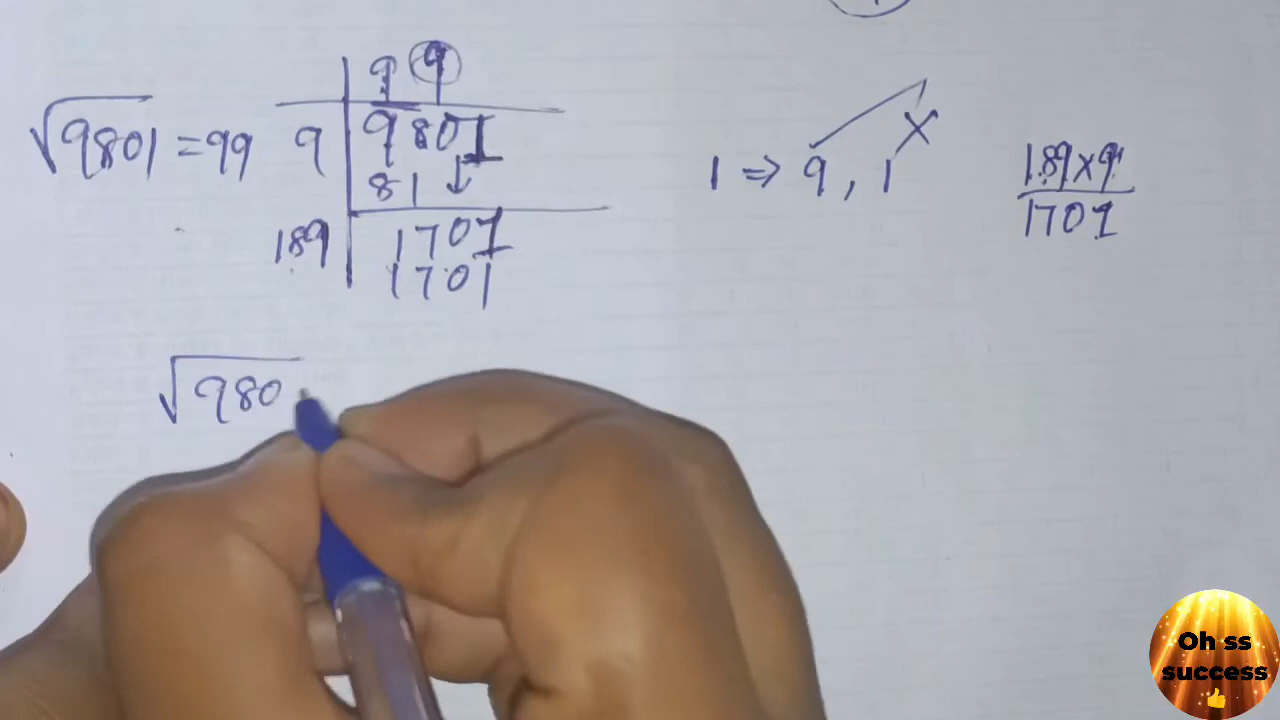 9 9
√9801 = 99
9 9801
81
189 1701
1701
1 ⇒ 9, 1 ×
189×9
1701
√980
Oh ss
success